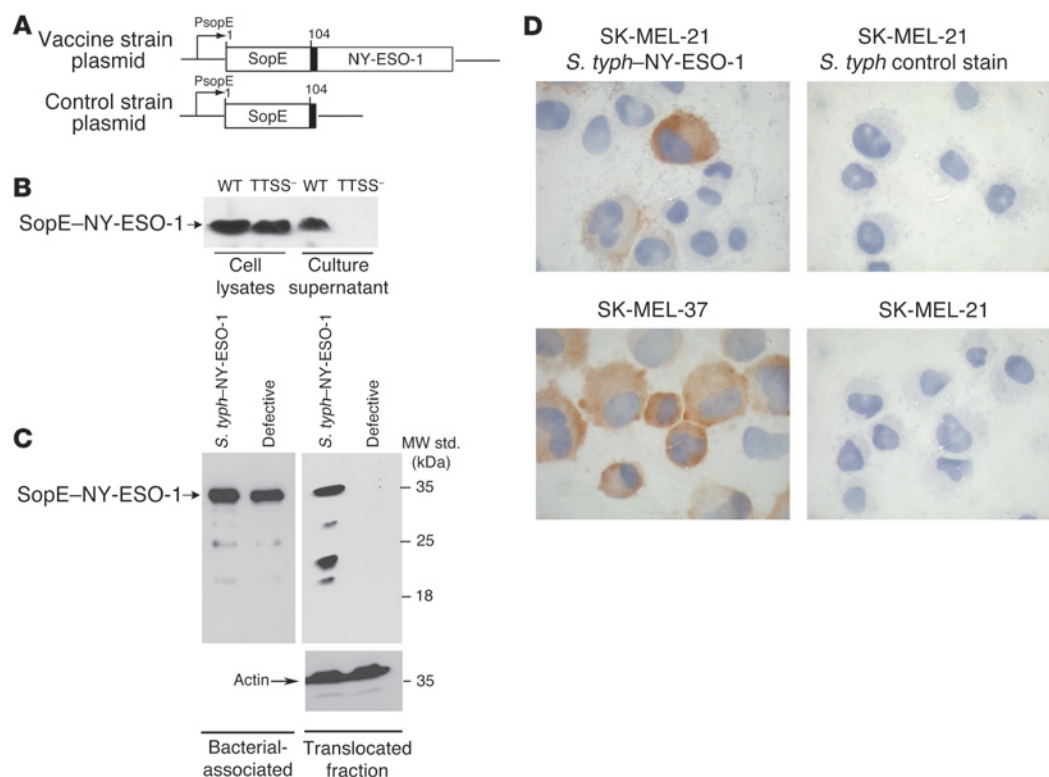 A
Vaccine strain
plasmid
PsopE
1
104
SopE
NY-ESO-1
Control strain
plasmid
PsopE
1
104
SopE
B
WT TTSS⁻ WT TTSS⁻
SopE–NY-ESO-1
Cell
lysates
Culture
supernatant
C
S. typh–NY-ESO-1
Defective
S. typh–NY-ESO-1
Defective
MW std.
(kDa)
SopE–NY-ESO-1
35
25
18
Actin
35
Bacterial-
associated
Translocated
fraction
D
SK-MEL-21
S. typh–NY-ESO-1
SK-MEL-21
S. typh control stain
SK-MEL-37
SK-MEL-21